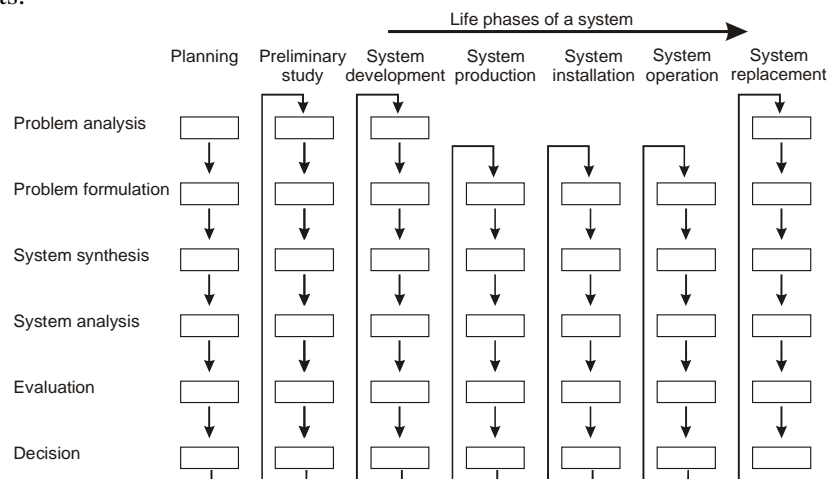 ts:
Life phases of a system
Planning
Preliminary
study
System
development
System
production
System
installation
System
operation
System
replacement
Problem analysis
Problem formulation
System synthesis
System analysis
Evaluation
Decision